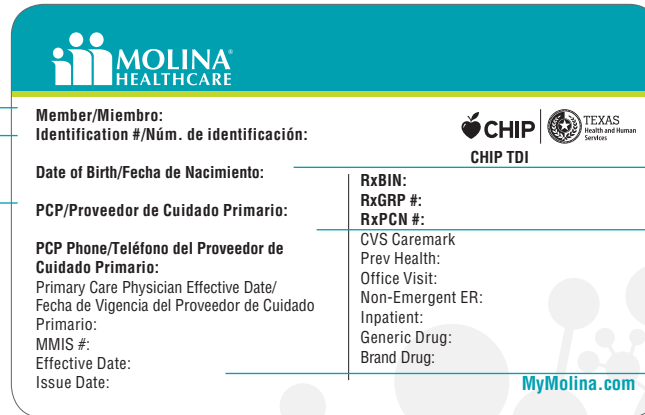 MOLINA®
HEALTHCARE
Member/Miembro:
Identification #/Núm. de identificación:
CHIP
TEXAS
Health and Human
Services
CHIP TDI
Date of Birth/Fecha de Nacimiento:
PCP/Proveedor de Cuidado Primario:
PCP Phone/Teléfono del Proveedor de
Cuidado Primario:
Primary Care Physician Effective Date/
Fecha de Vigencia del Proveedor de Cuidado
Primario:
MMIS #:
Effective Date:
Issue Date:
RxBIN:
RxGRP #:
RxPCN #:
CVS Caremark
Prev Health:
Office Visit:
Non-Emergent ER:
Inpatient:
Generic Drug:
Brand Drug:
MyMolina.com